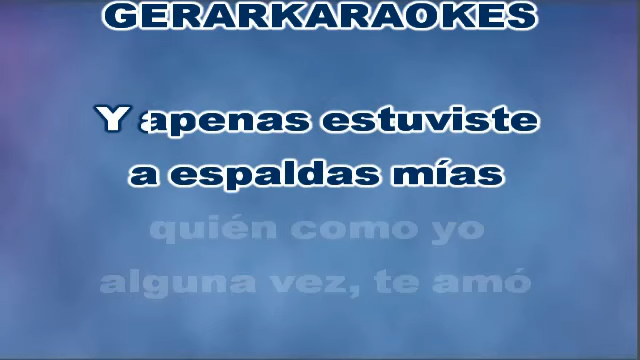 GERARKARAOKES
Y apenas estuviste
a espaldas mías
quién como yo
alguna vez, te amó